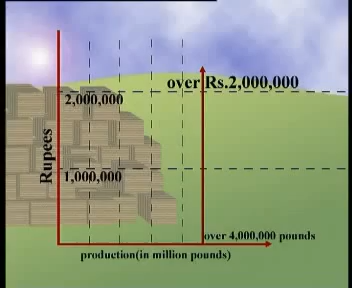 over Rs.2,000,000
2,000,000
Rupees
1,000,000
over 4,000,000 pounds
production(in million pounds)